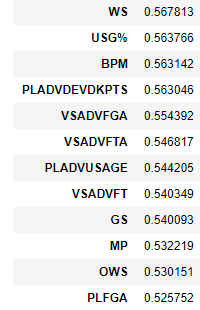 WS 0.567813
USG% 0.563766
BPM 0.563142
PLADVDEVDKPTS 0.563046
VSADVFGA 0.554392
VSADVFTA 0.546817
PLADVUSAGE 0.544205
VSADVFT 0.540349
GS 0.540093
MP 0.532219
OWS 0.530151
PLFGA 0.525752